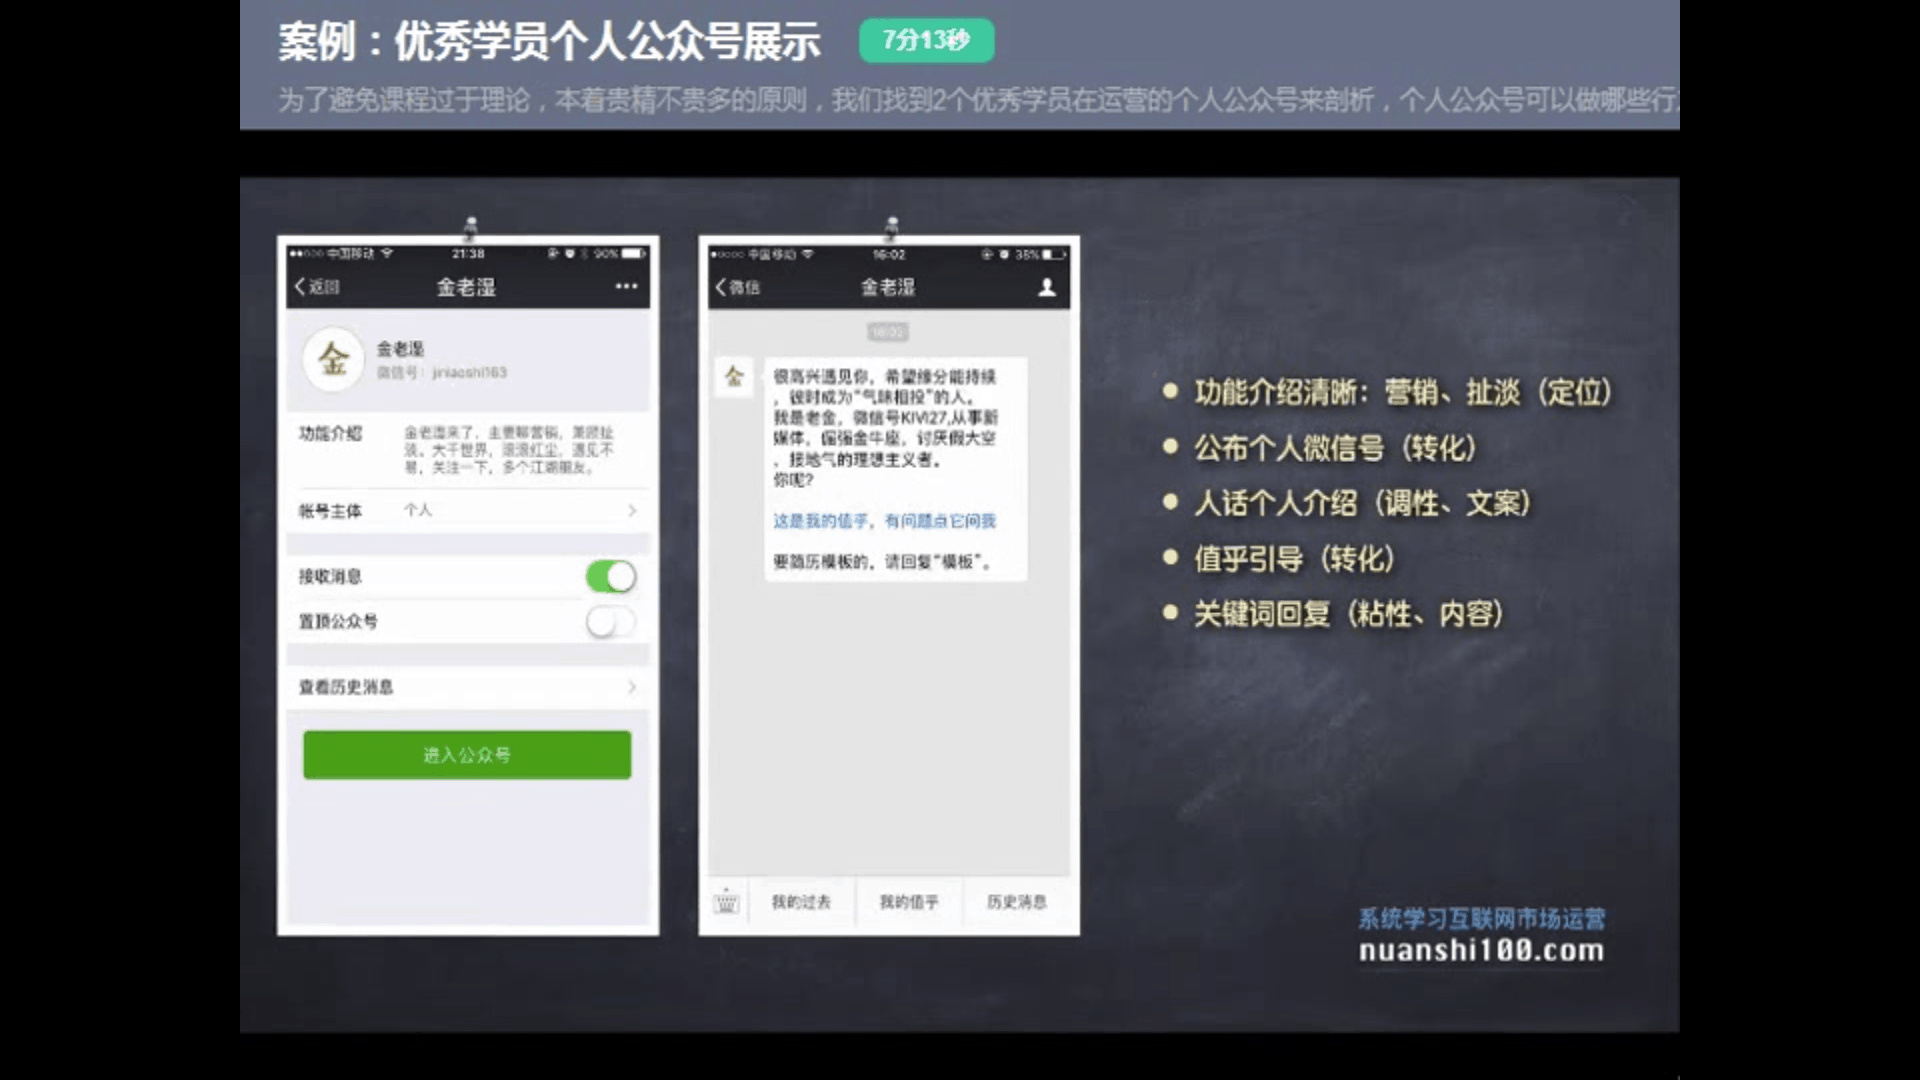 案例：优秀学员个人公众号展示
7分13秒
为了避免课程过于理论，本着贵精不贵多的原则，我们找到2个优秀学员在运营的个人公众号来剖析，个人公众号可以做哪些行
中国移动
21:38
90%
返回
金老湿
•••
金
金老湿
微信号：jinlaoshi163
功能介绍
金老湿来了，主要聊营销，兼顾扯
淡。大千世界，滚滚红尘，遇见不
易，关注一下，多个江湖朋友。
帐号主体
个人
接收消息
置顶公众号
查看历史消息
进入公众号
中国移动
16:02
35%
微信
金老湿
16:02
金
很高兴遇见你，希望缘分能持续
，彼时成为“气味相投”的人。
我是老金，微信号KIVI27,从事新
媒体，倔强金牛座，讨厌假大空
，接地气的理想主义者。
你呢？
这是我的值乎，有问题点它问我
要简历模板的，请回复“模板”。
我的过去
我的值乎
历史消息
• 功能介绍清晰：营销、扯淡（定位）
• 公布个人微信号（转化）
• 人话个人介绍（调性、文案）
• 值乎引导（转化）
• 关键词回复（粘性、内容）
系统学习互联网市场运营
nuanshi100.com